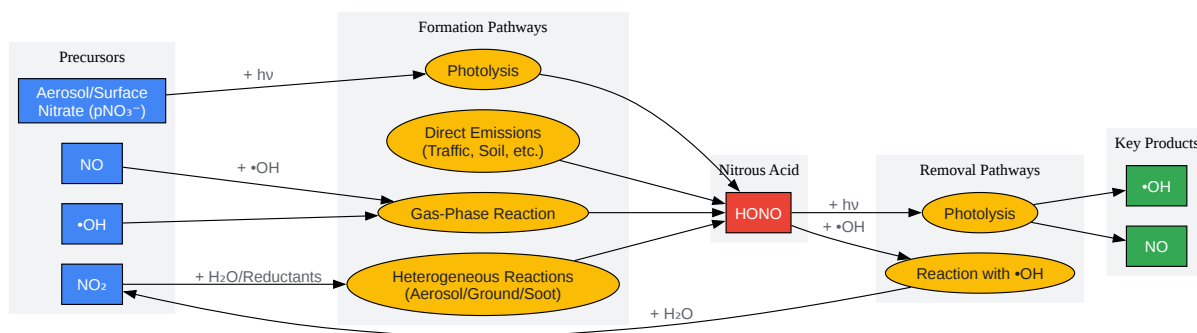 Precursors
Aerosol/Surface
Nitrate (pNO₃⁻)
NO
•OH
NO₂
+ hν
+ •OH
+ H₂O/Reductants
Formation Pathways
Photolysis
Direct Emissions
(Traffic, Soil, etc.)
Gas-Phase Reaction
Heterogeneous Reactions
(Aerosol/Ground/Soot)
Nitrous Acid
HONO
+ hν
+ •OH
Removal Pathways
Photolysis
Reaction with •OH
+ H₂O
Key Products
•OH
NO